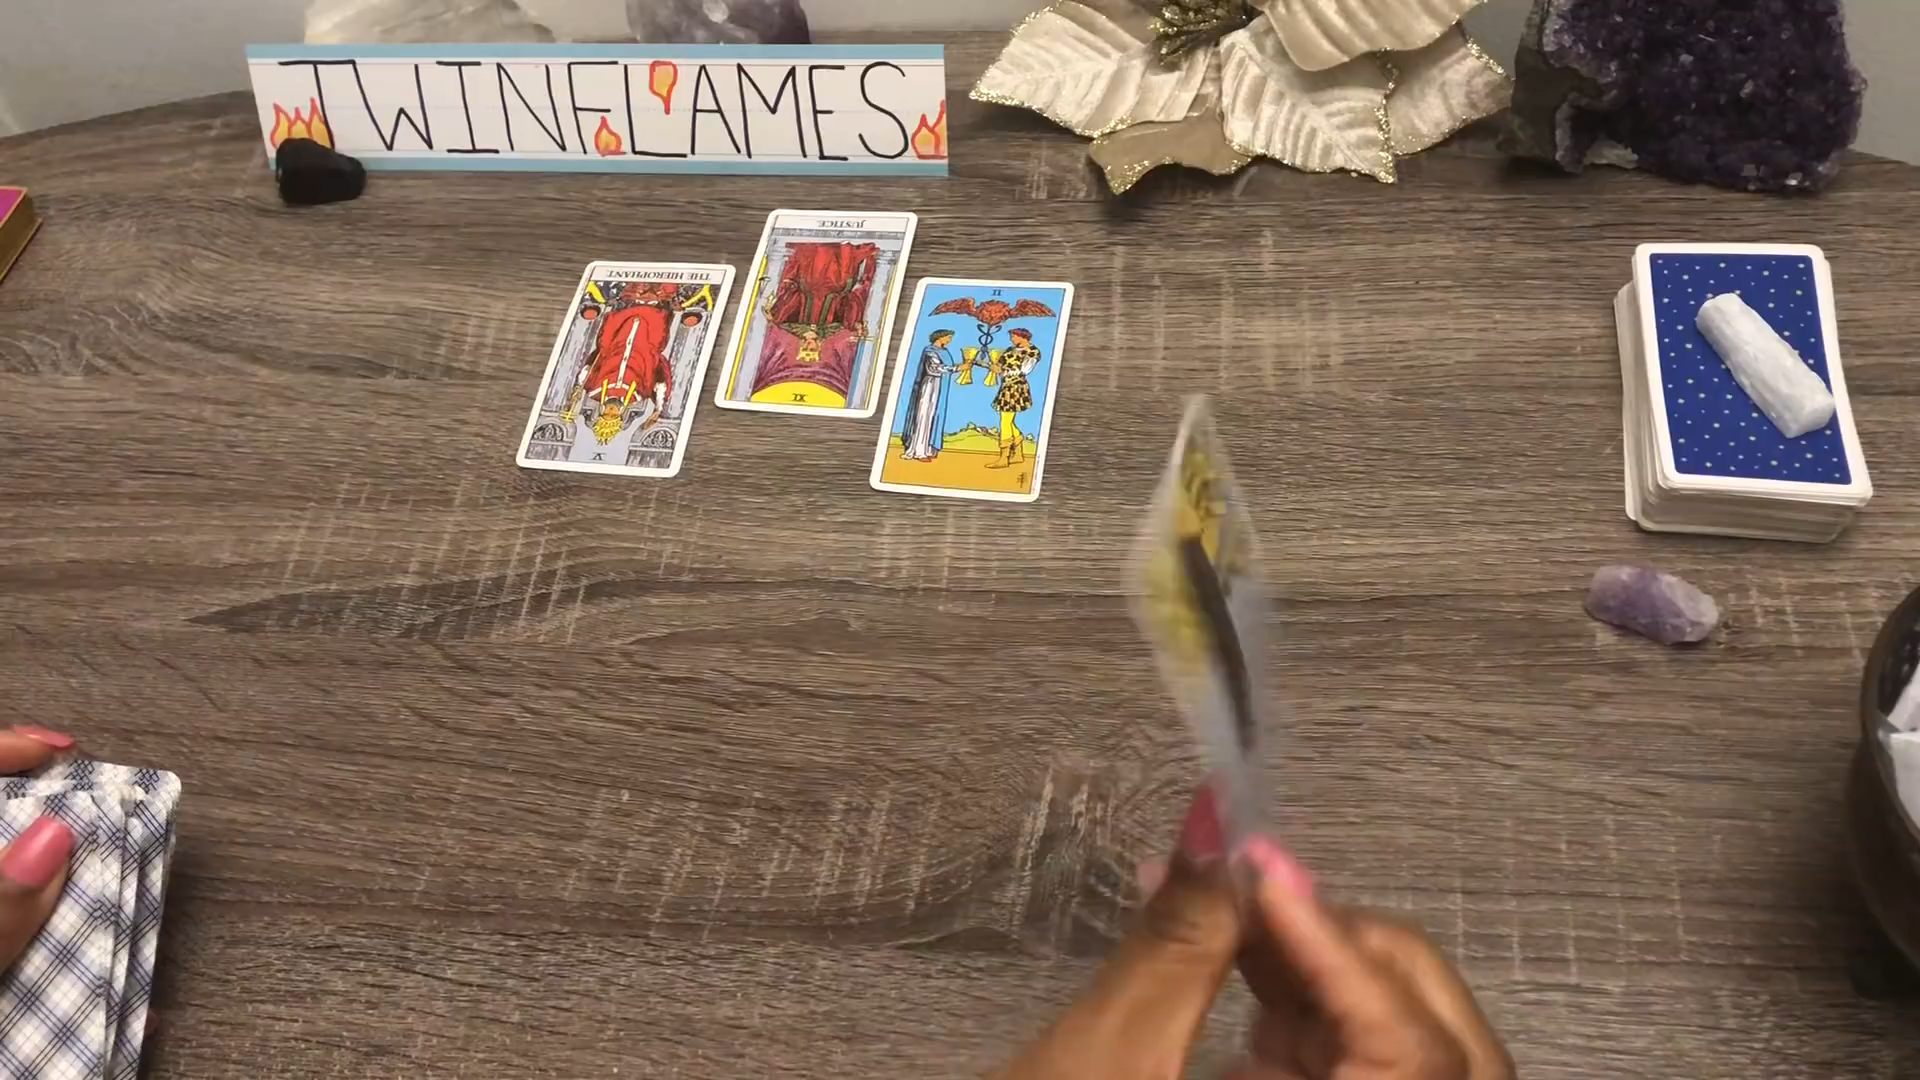 TWINFLAMES
THE HIEROPHANT.
V
JUSTICE.
XI
II